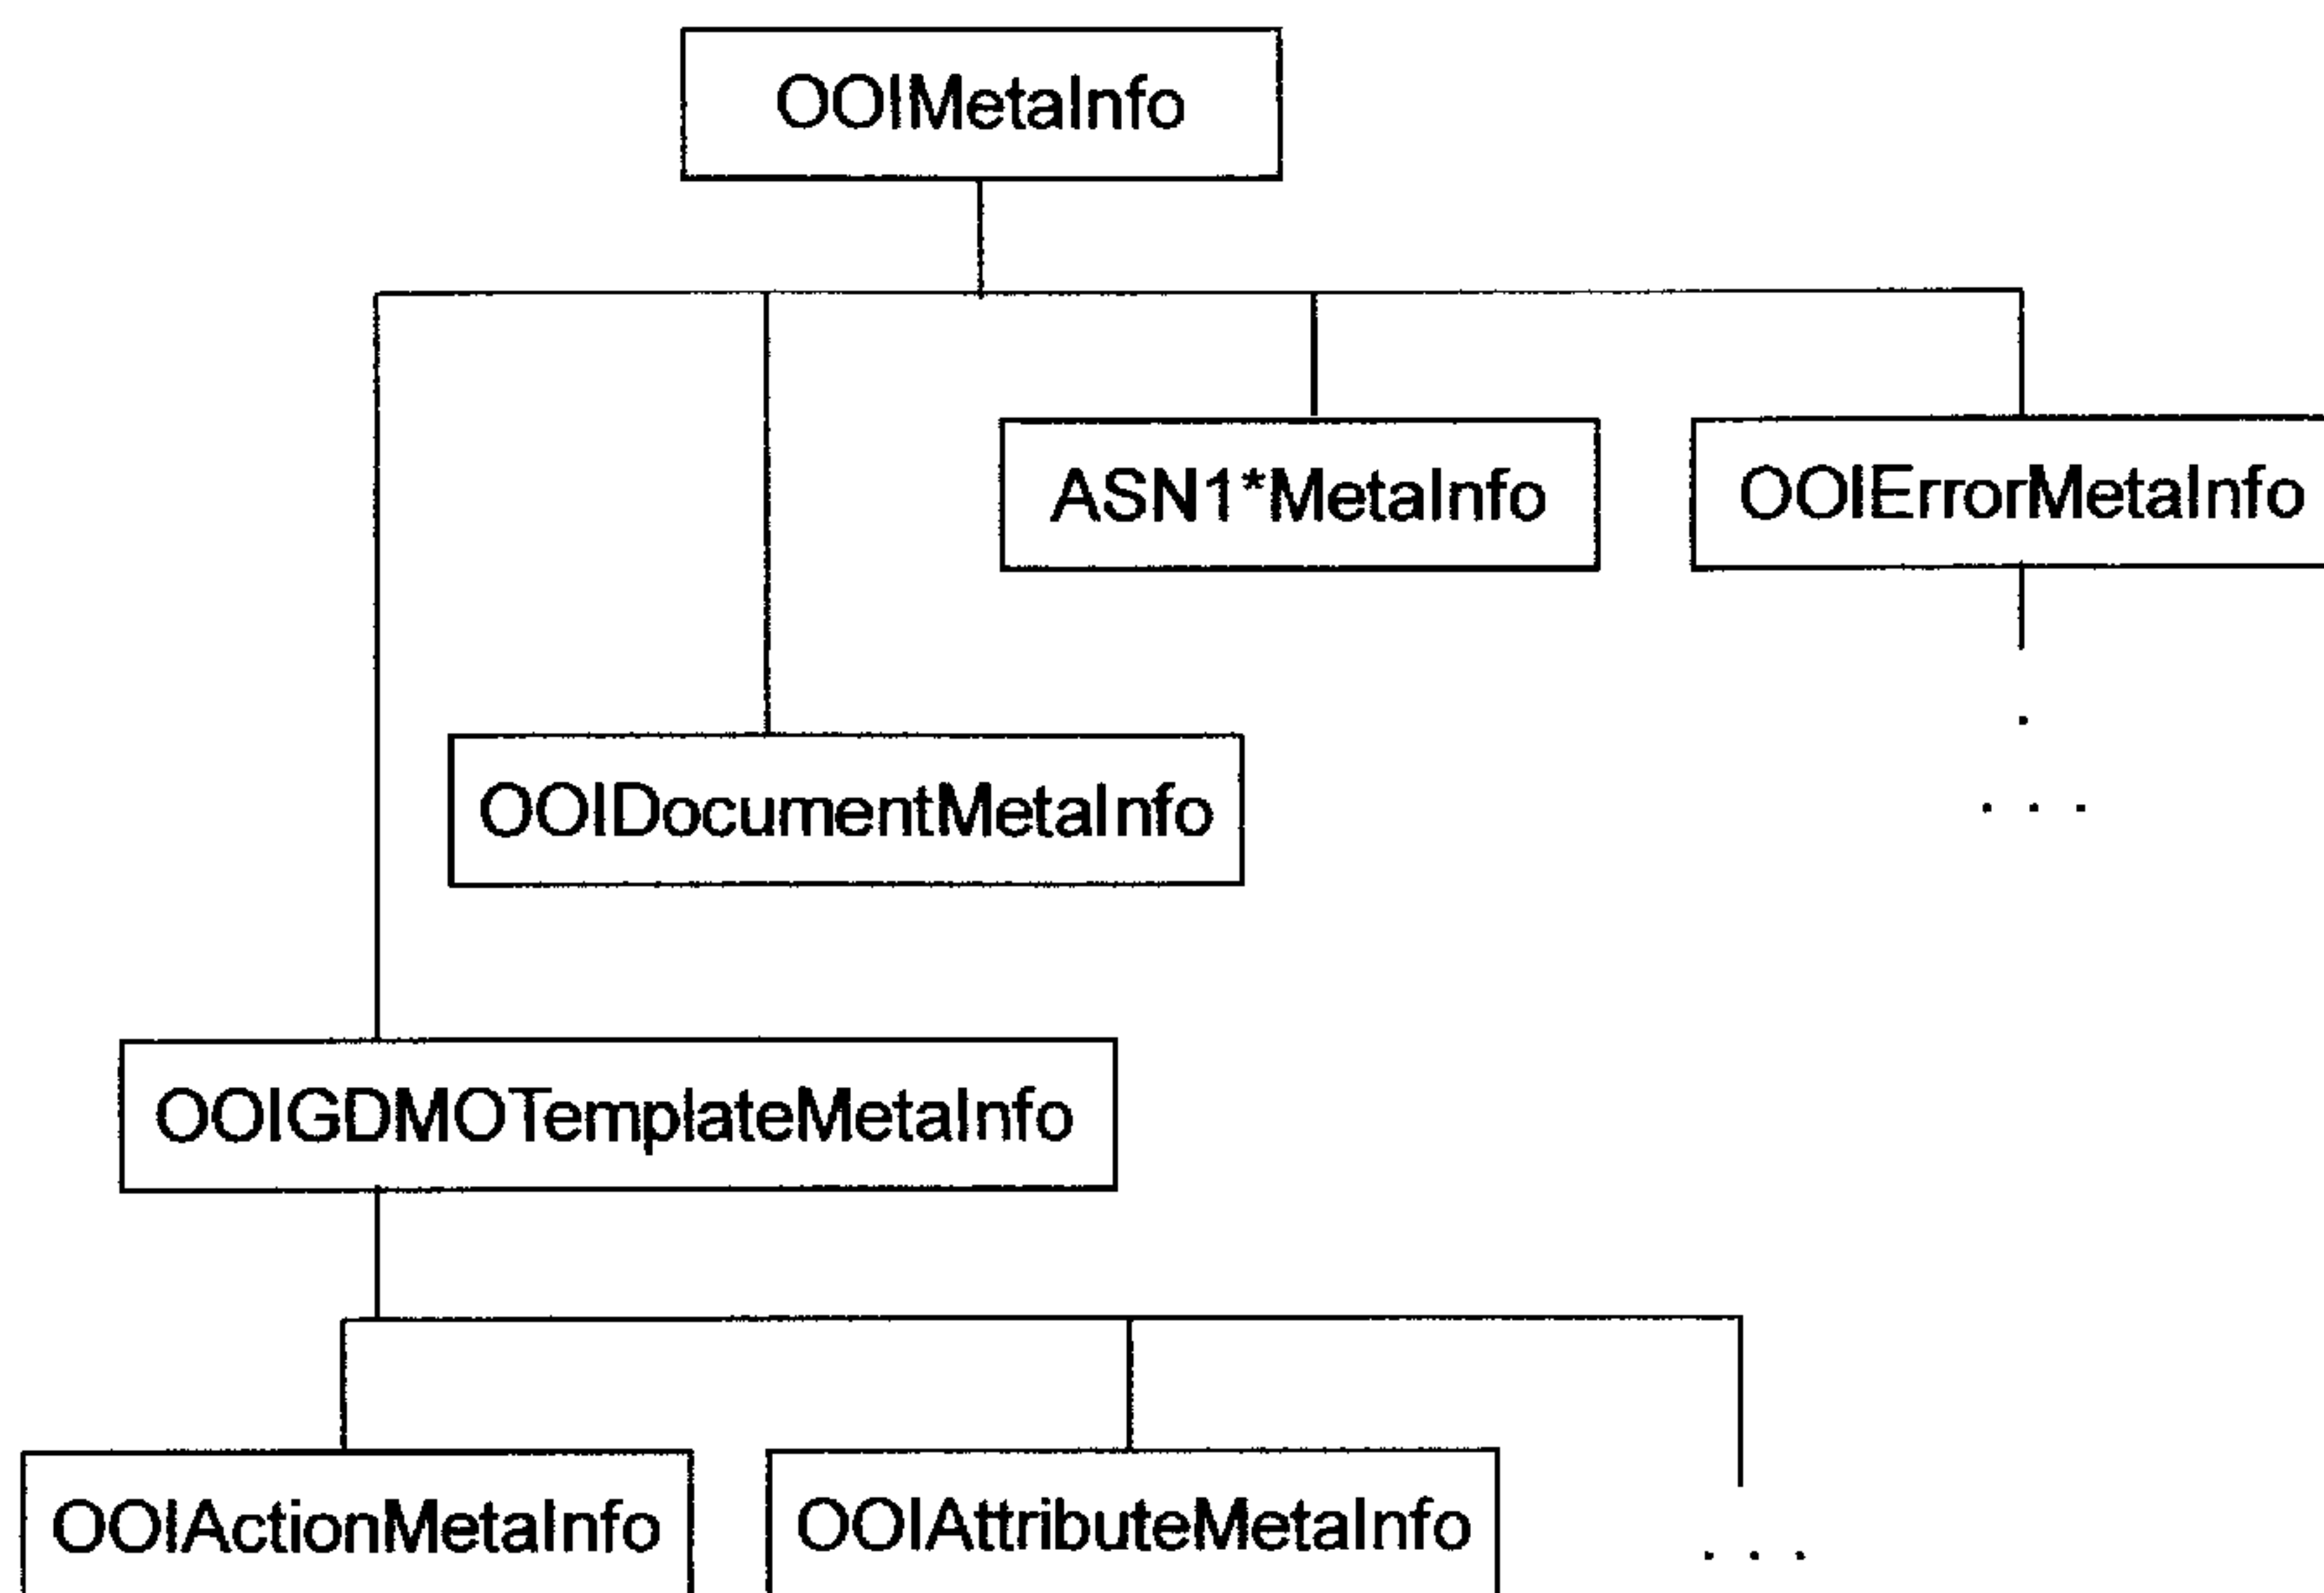 OOIMetaInfo
ASN1*MetaInfo
OOIErrorMetaInfo
.
. . .
OOIDocumentMetaInfo
OOIGDMOTemplateMetaInfo
OOIActionMetaInfo
OOIAttributeMetaInfo
. . .